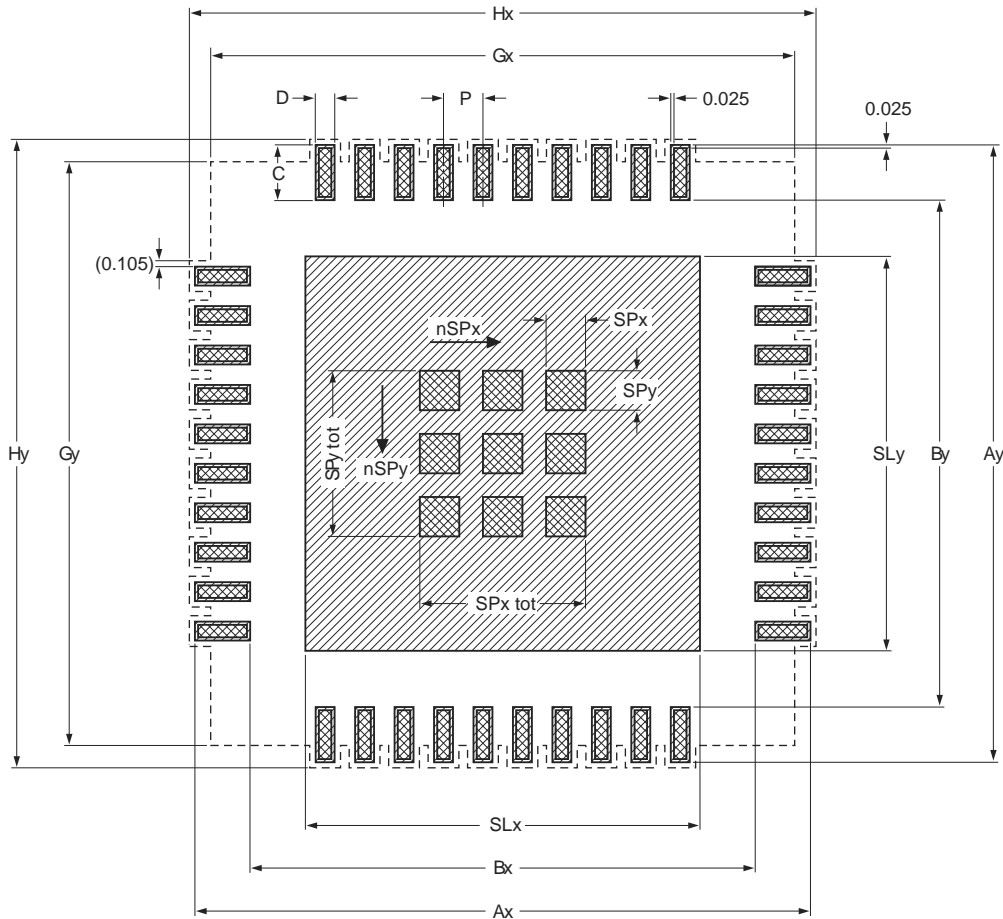 Hx
Gx
D
P
0.025
0.025
C
(0.105)
nSPx
SPx
SPy
Hy
Gy
SPy tot
nSPy
SLy
By
Ay
SPx tot
SLx
Bx
Ax